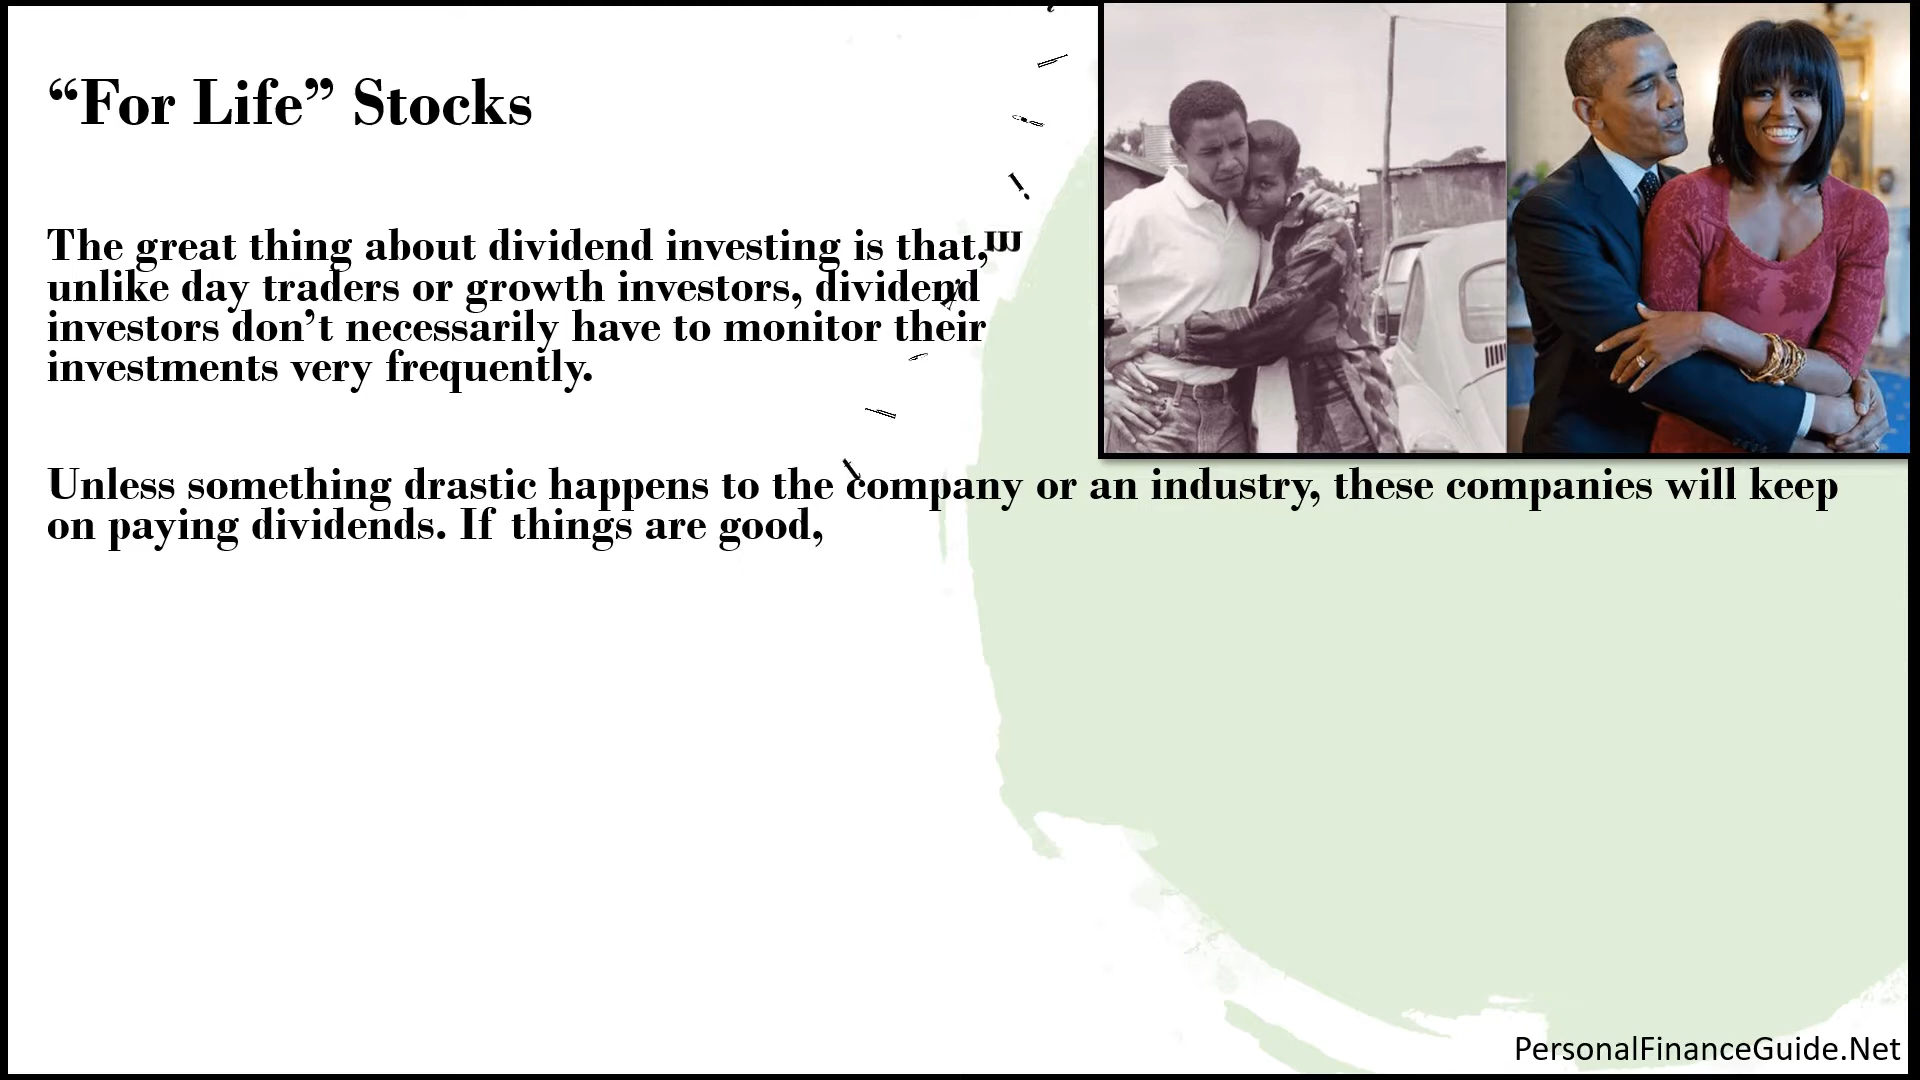 “For Life” Stocks
The great thing about dividend investing is that,
unlike day traders or growth investors, dividend
investors don’t necessarily have to monitor their
investments very frequently.
Unless something drastic happens to the company or an industry, these companies will keep
on paying dividends. If things are good,
PersonalFinanceGuide.Net